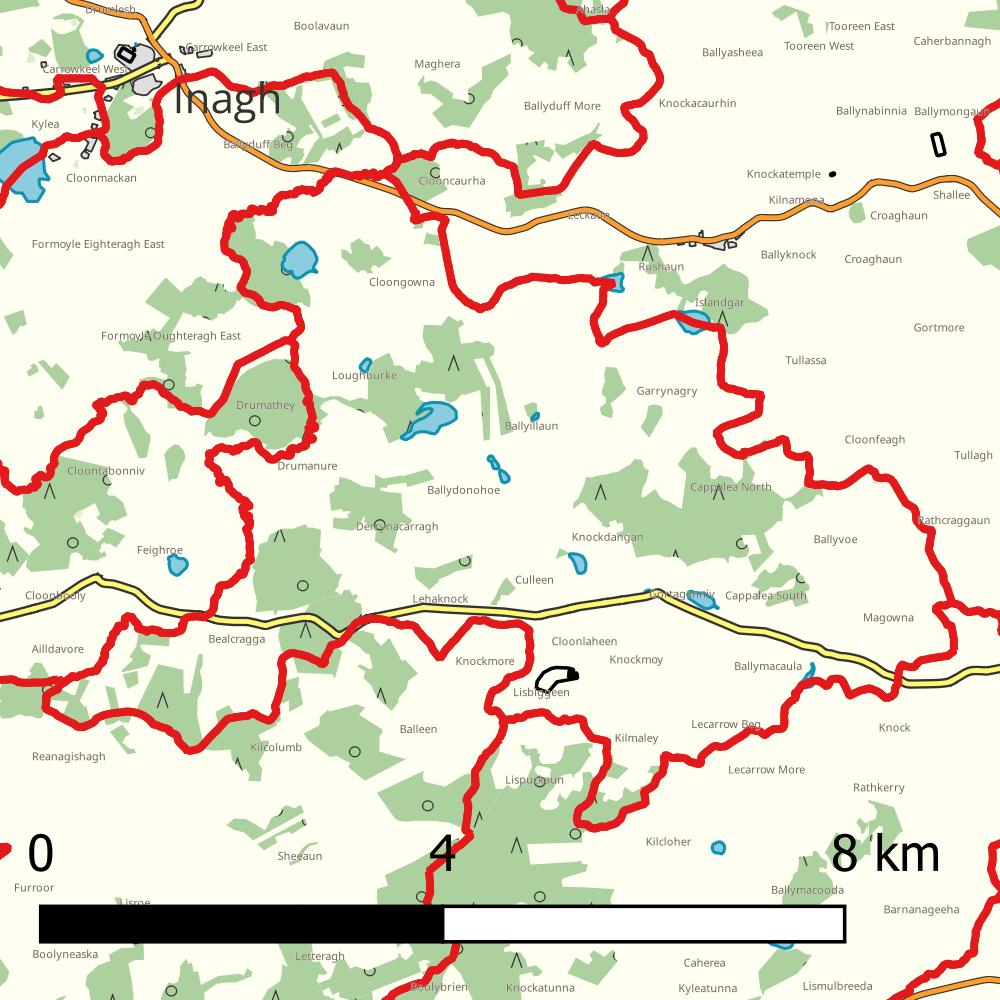 Drumlesh
Ahasla
Boolavaun
Tooreen East
Carrowkeel East
Tooreen West
Caherbannagh
Ballyasheea
Carrowkeel West
Maghera
Inagh
Ballyduff More
Knockacaurhin
Ballynabinnia
Ballymongaun
Kylea
Ballyduff Beg
Cloonmackan
Clooncaurha
Knockatemple
Shallee
Kilnamona
Leckaun
Croaghaun
Formoyle Eighteragh East
Ballyknock
Croaghaun
Rushaun
Cloongowna
Islandgar
Gortmore
Formoyle Oughteragh East
Tullassa
Loughburke
Garrynagry
Drumathey
Ballyillaun
Cloonfeagh
Tullagh
Drumanure
Cloontabonniv
Ballydonohoe
Cappalea North
Rathcraggaun
Derrynacarragh
Knockdangan
Ballyvoe
Feighroe
Culleen
Cloonbooly
Lehaknock
Gortaganniv
Cappalea South
Magowna
Bealcragga
Cloonlaheen
Ailldavore
Knockmore
Knockmoy
Ballymacaula
Lisbiggeen
Balleen
Lecarrow Beg
Knock
Kilmaley
Kilcolumb
Reanagishagh
Lecarrow More
Lispuckaun
Rathkerry
Kilcloher
0 4 8 km
Sheeaun
Furroor
Ballymacooda
Lisroe
Barnanageeha
Boolyneaska
Letteragh
Caherea
Boolybrien
Knockatunna
Kyleatunna
Lismulbreeda